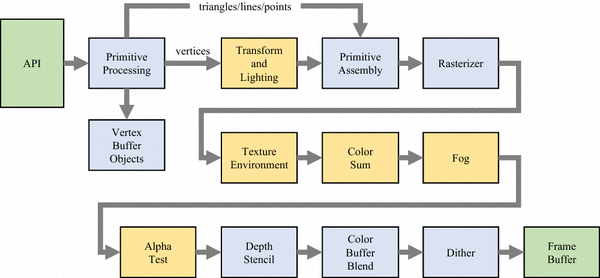 triangles/lines/points
API
Primitive
Processing
vertices
Transform
and
Lighting
Primitive
Assembly
Rasterizer
Vertex
Buffer
Objects
Texture
Environment
Color
Sum
Fog
Alpha
Test
Depth
Stencil
Color
Buffer
Blend
Dither
Frame
Buffer